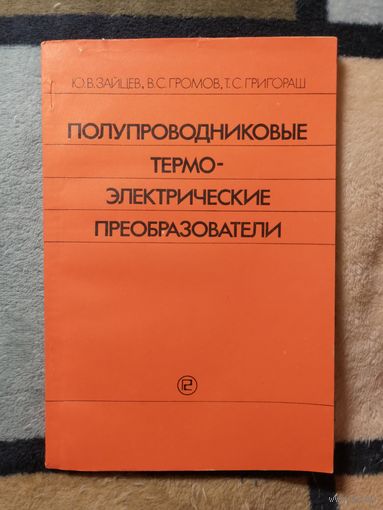 Ю.В.ЗАЙЦЕВ, В.С.ГРОМОВ, Т.С.ГРИГОРАШ
ПОЛУПРОВОДНИКОВЫЕ
ТЕРМО-
ЭЛЕКТРИЧЕСКИЕ
ПРЕОБРАЗОВАТЕЛИ